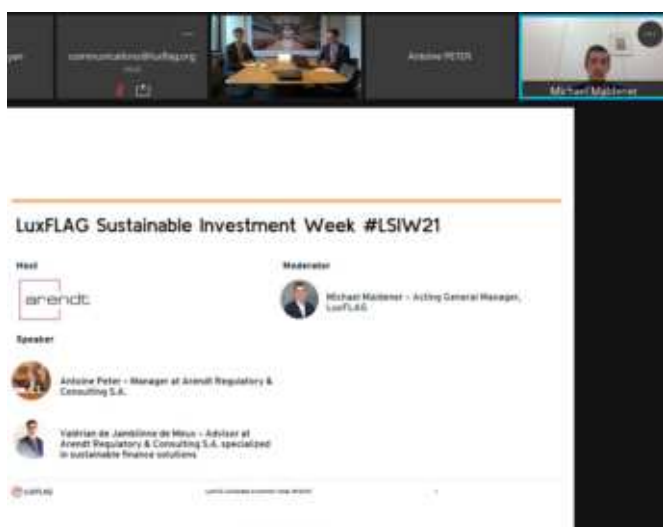 communications@luxflag.org
Antoine PETER
Michael Maldener
LuxFLAG Sustainable Investment Week #LSIW21
Host
Moderator
arendt
Michael Maldener – Acting General Manager,
LuxFLAG
Speaker
Antoine Peter – Manager at Arendt Regulatory &
Consulting S.A.
Valérian de Jamblinne de Meux – Advisor at
Arendt Regulatory & Consulting S.A. specialized
in sustainable finance solutions
LUXFLAG